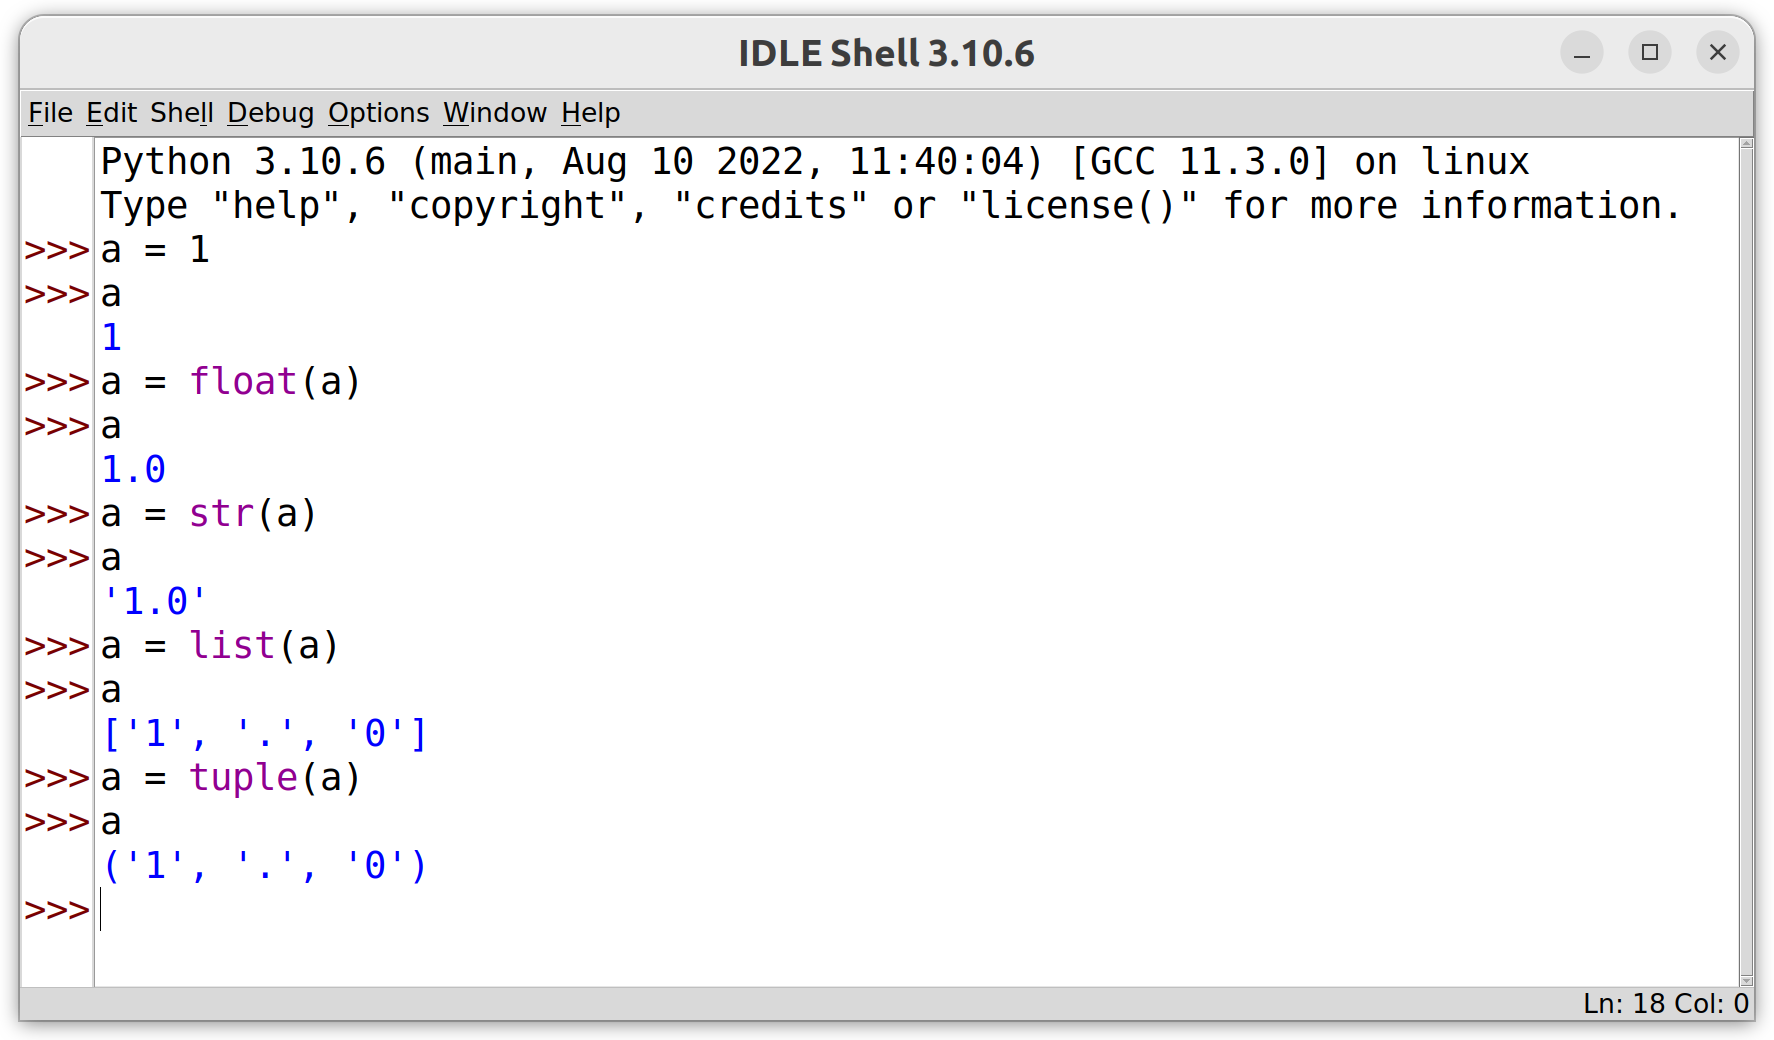 IDLE Shell 3.10.6
File Edit Shell Debug Options Window Help
Python 3.10.6 (main, Aug 10 2022, 11:40:04) [GCC 11.3.0] on linux
Type "help", "copyright", "credits" or "license()" for more information.
>>> a = 1
>>> a
1
>>> a = float(a)
>>> a
1.0
>>> a = str(a)
>>> a
'1.0'
>>> a = list(a)
>>> a
['1', '.', '0']
>>> a = tuple(a)
>>> a
('1', '.', '0')
>>>
Ln: 18 Col: 0